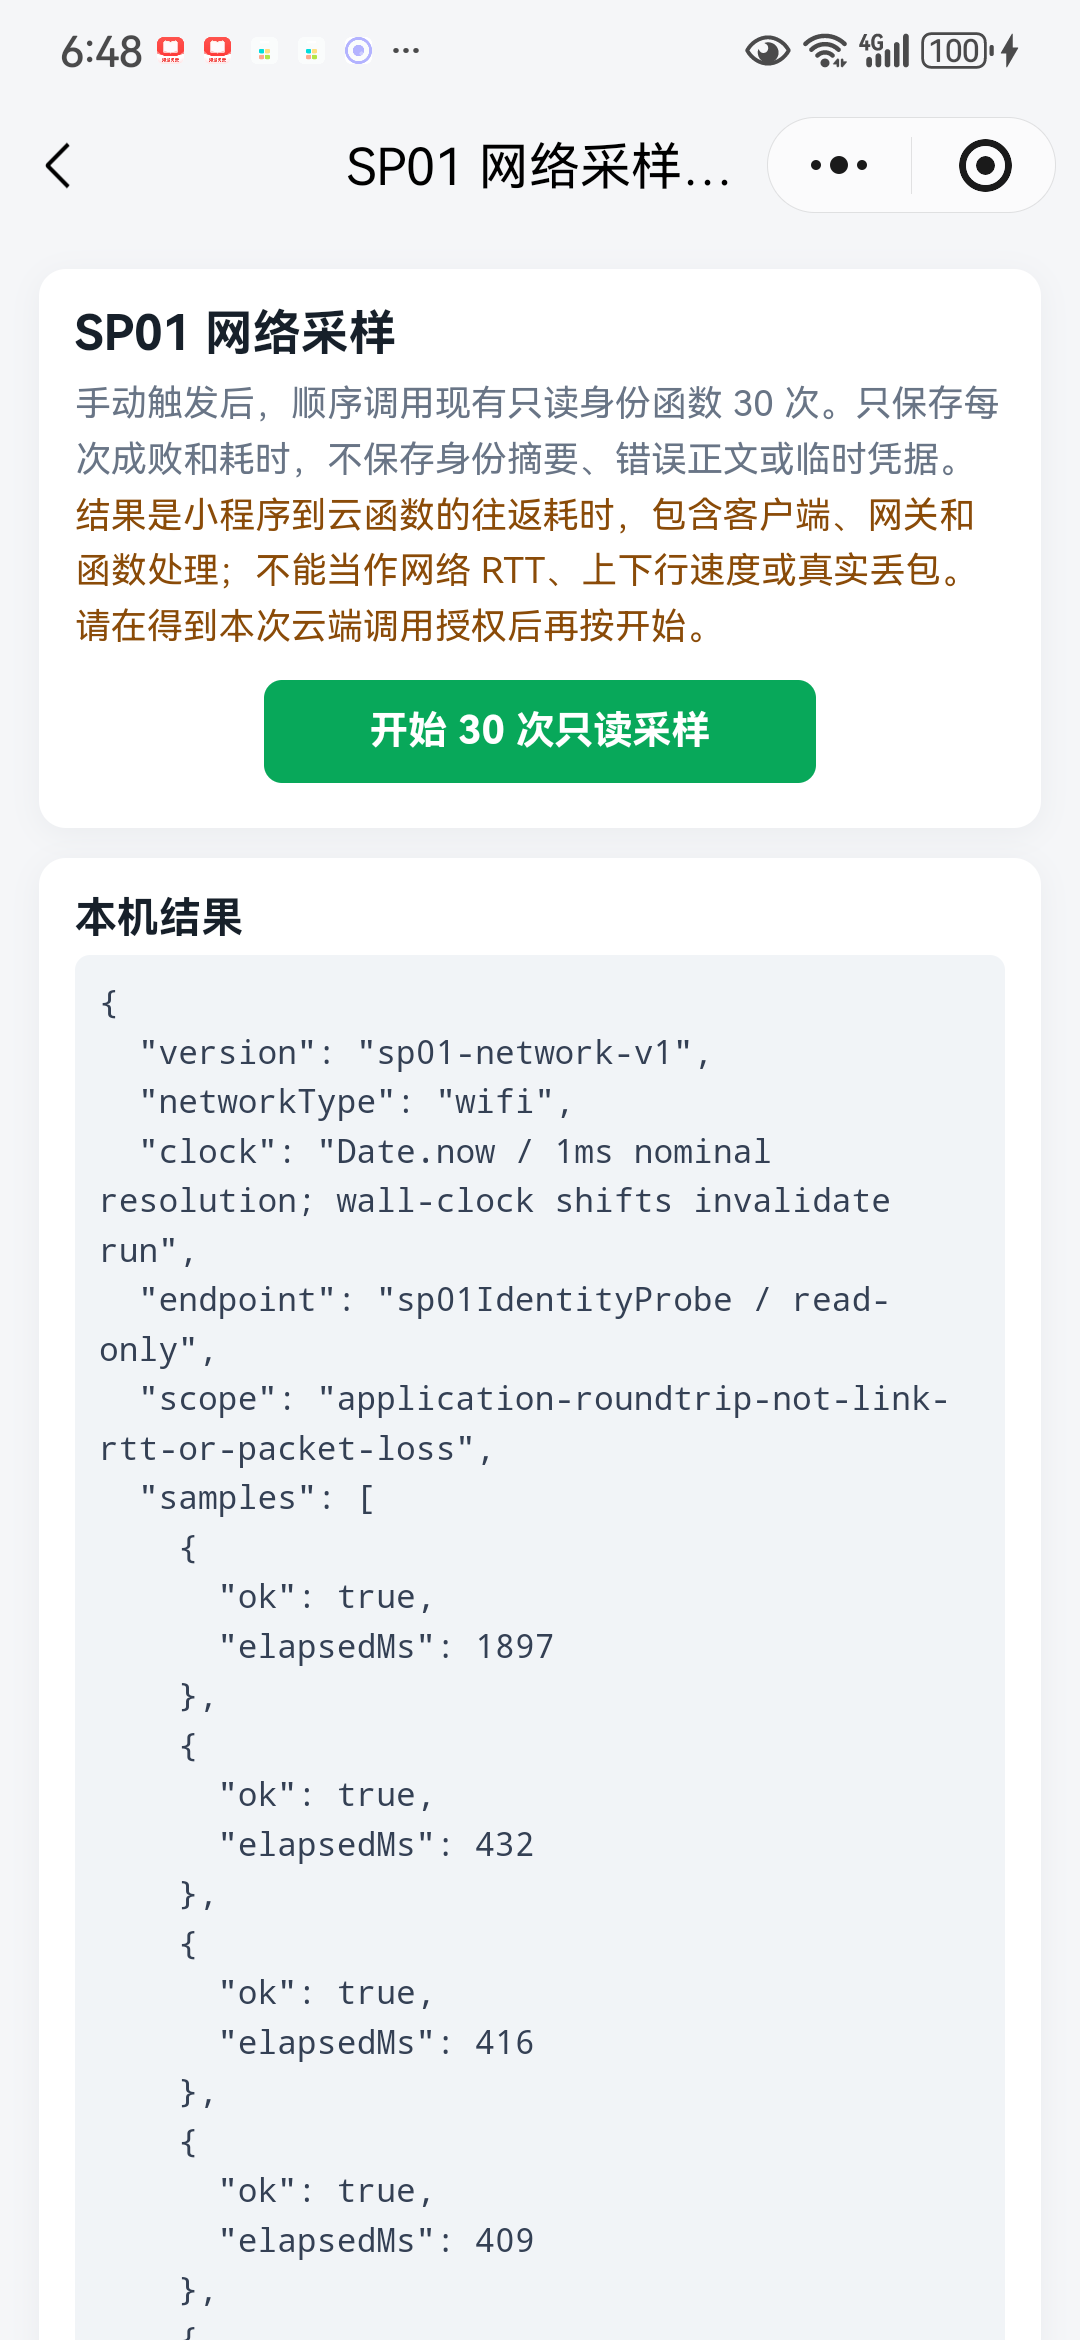 6:48
4G
100
SP01 网络采样...
SP01 网络采样
手动触发后，顺序调用现有只读身份函数 30 次。只保存每
次成败和耗时，不保存身份摘要、错误正文或临时凭据。
结果是小程序到云函数的往返耗时，包含客户端、网关和
函数处理；不能当作网络 RTT、上下行速度或真实丢包。
请在得到本次云端调用授权后再按开始。
开始 30 次只读采样
本机结果
{
"version": "sp01-network-v1",
"networkType": "wifi",
"clock": "Date.now / 1ms nominal
resolution; wall-clock shifts invalidate
run",
"endpoint": "sp01IdentityProbe / read-
only",
"scope": "application-roundtrip-not-link-
rtt-or-packet-loss",
"samples": [
{
"ok": true,
"elapsedMs": 1897
},
{
"ok": true,
"elapsedMs": 432
},
{
"ok": true,
"elapsedMs": 416
},
{
"ok": true,
"elapsedMs": 409
},
{